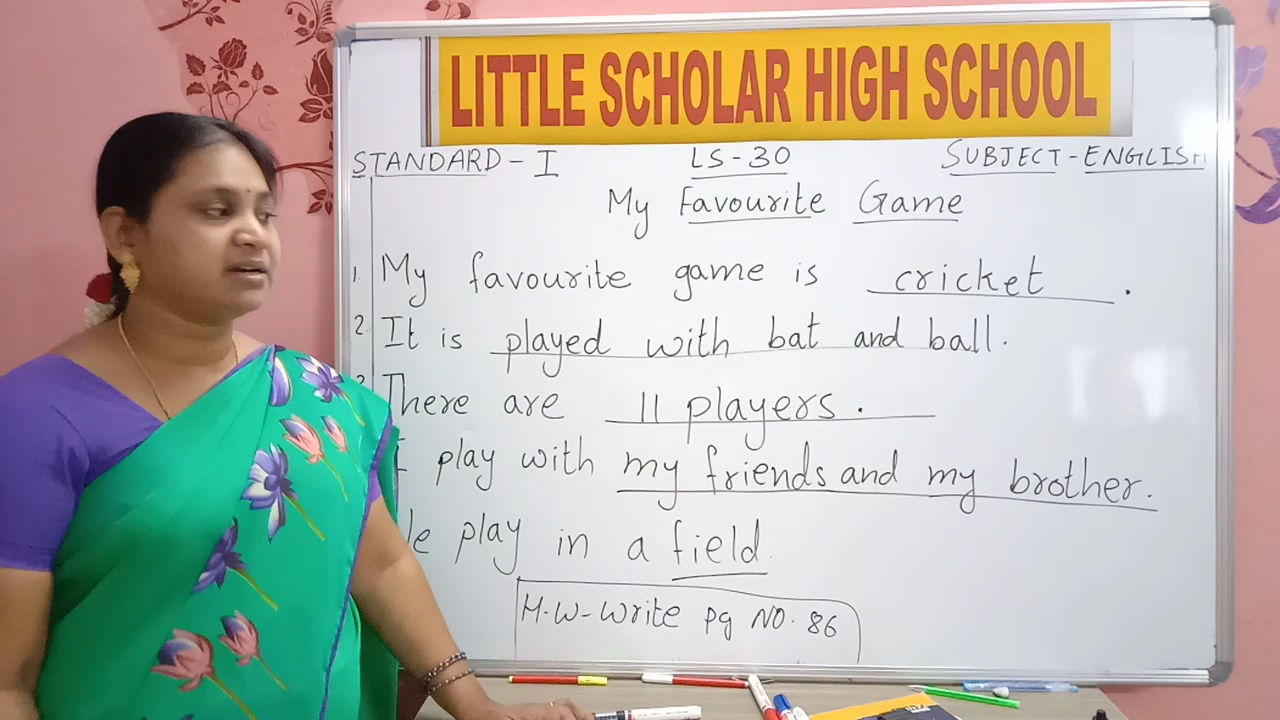 LITTLE SCHOLAR HIGH SCHOOL
STANDARD - I LS-30 SUBJECT - ENGLISH
My Favourite Game
1. My favourite game is cricket.
2. It is played with bat and ball.
There are 11 players.
play with my friends and my brother.
play in a field.
H.W-Write Pg NO. 86